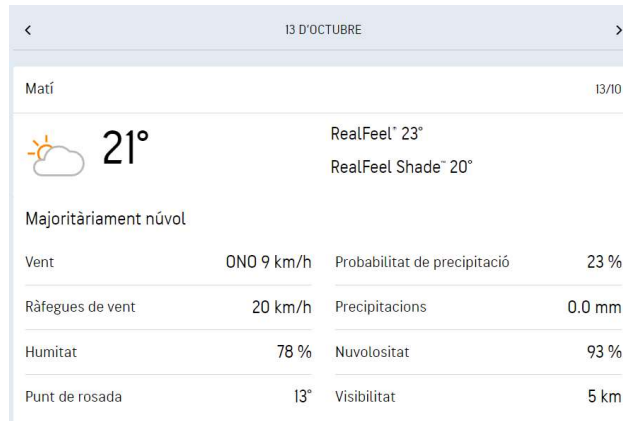 13 D'OCTUBRE
Matí 13/10
21° RealFeel® 23°
RealFeel Shade™ 20°
Majoritàriament núvol
Vent ONO 9 km/h Probabilitat de precipitació 23 %
Ràfegues de vent 20 km/h Precipitacions 0.0 mm
Humitat 78 % Nuvolositat 93 %
Punt de rosada 13° Visibilitat 5 km